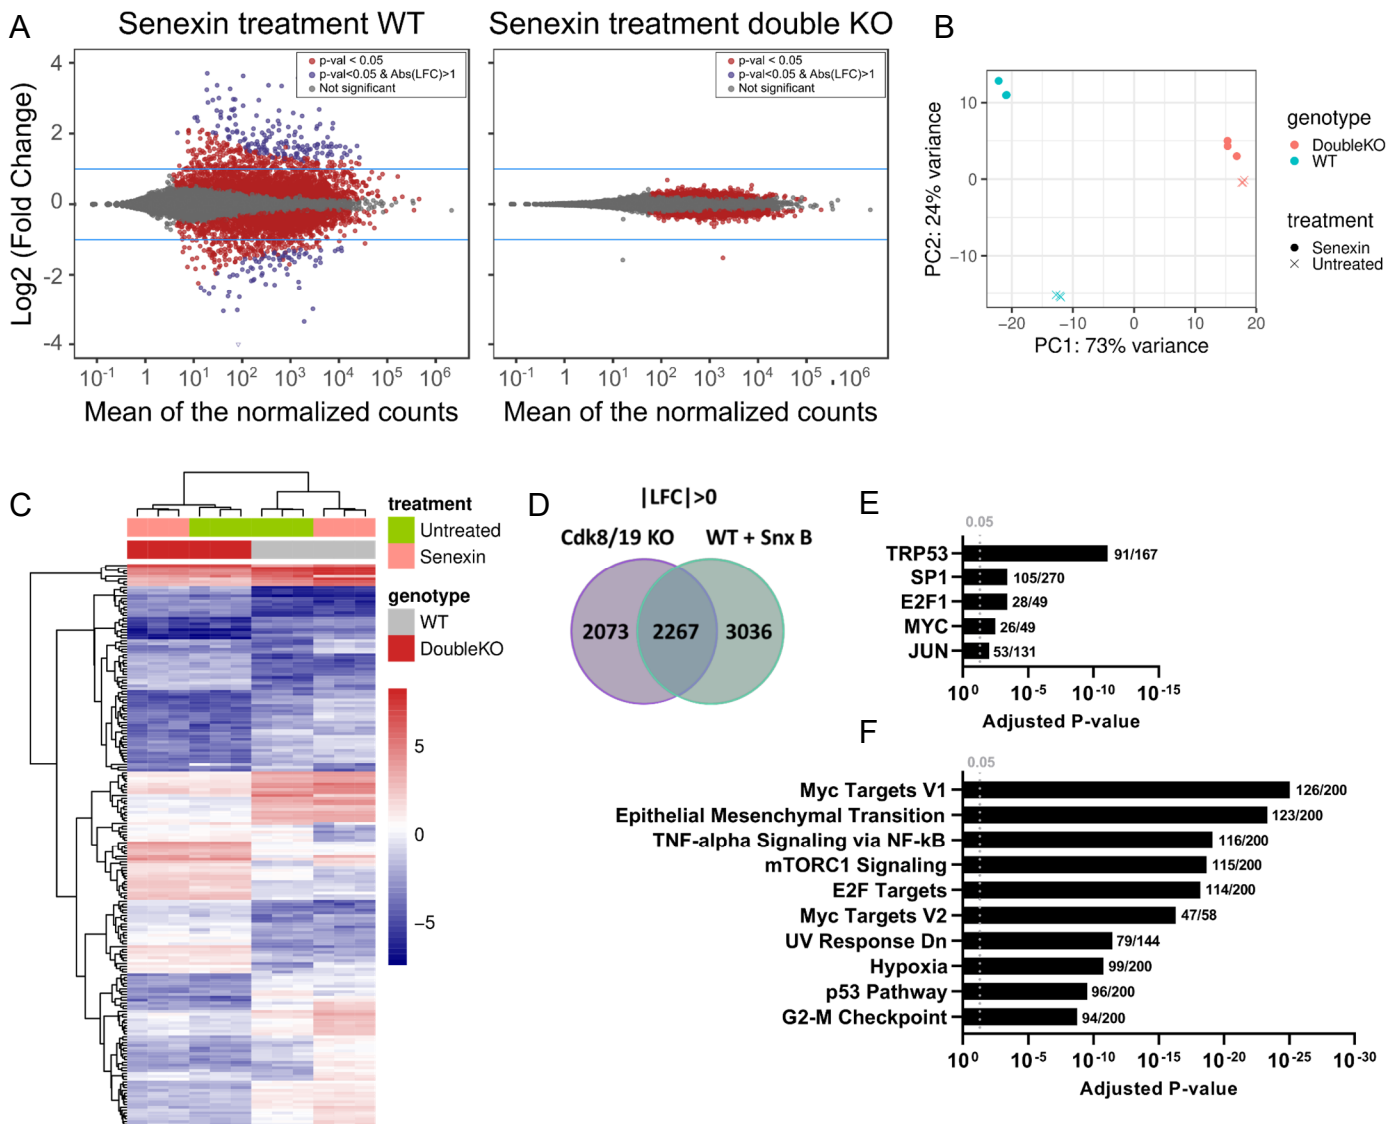 A
Senexin treatment WT
Senexin treatment double KO
B
Log2 (Fold Change)
4
2
0
-2
-4
p-val < 0.05
p-val<0.05 & Abs(LFC)>1
Not significant
p-val < 0.05
p-val<0.05 & Abs(LFC)>1
Not significant
10-1 1 10 102 103 104 105 106
10-1 1 10 102 103 104 105 106
Mean of the normalized counts
Mean of the normalized counts
PC2: 24% variance
10
0
−10
−20 −10 0 10 20
PC1: 73% variance
genotype
DoubleKO
WT
treatment
Senexin
Untreated
C
treatment
Untreated
Senexin
genotype
WT
DoubleKO
5
0
−5
D
|LFC|>0
Cdk8/19 KO WT + Snx B
2073 2267 3036
E
0.05
TRP53 91/167
SP1 105/270
E2F1 28/49
MYC 26/49
JUN 53/131
100 10-5 10-10 10-15
Adjusted P-value
F
0.05
Myc Targets V1 126/200
Epithelial Mesenchymal Transition 123/200
TNF-alpha Signaling via NF-kB 116/200
mTORC1 Signaling 115/200
E2F Targets 114/200
Myc Targets V2 47/58
UV Response Dn 79/144
Hypoxia 99/200
p53 Pathway 96/200
G2-M Checkpoint 94/200
100 10-5 10-10 10-15 10-20 10-25 10-30
Adjusted P-value